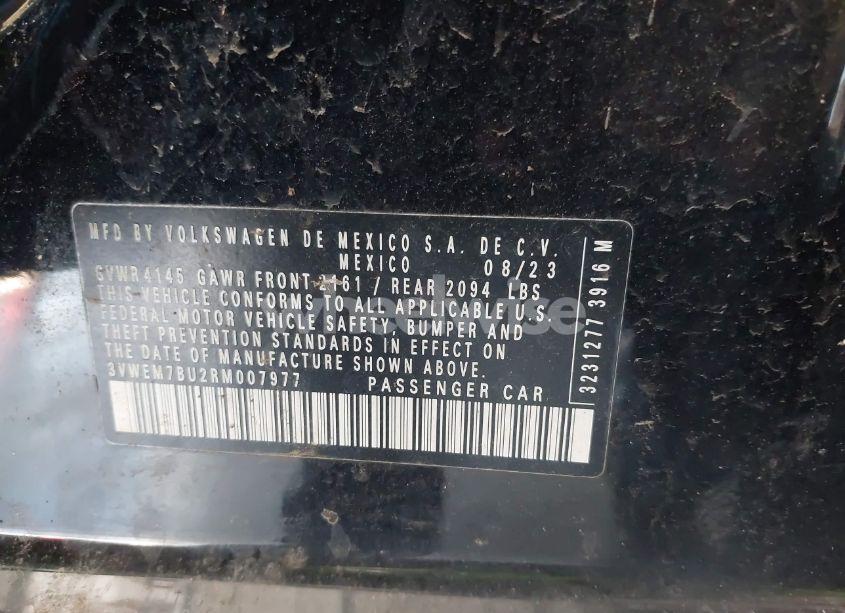 MFD BY VOLKSWAGEN DE MEXICO S.A. DE C.V.
MEXICO 08/23
GVWR 4145 GAWR FRONT 2161 / REAR 2094 LBS
THIS VEHICLE CONFORMS TO ALL APPLICABLE U.S.
FEDERAL MOTOR VEHICLE SAFETY, BUMPER AND
THEFT PREVENTION STANDARDS IN EFFECT ON
THE DATE OF MANUFACTURE SHOWN ABOVE.
3VWEM7BU2RM007977 PASSENGER CAR
3231277 3916 M
wheelwise